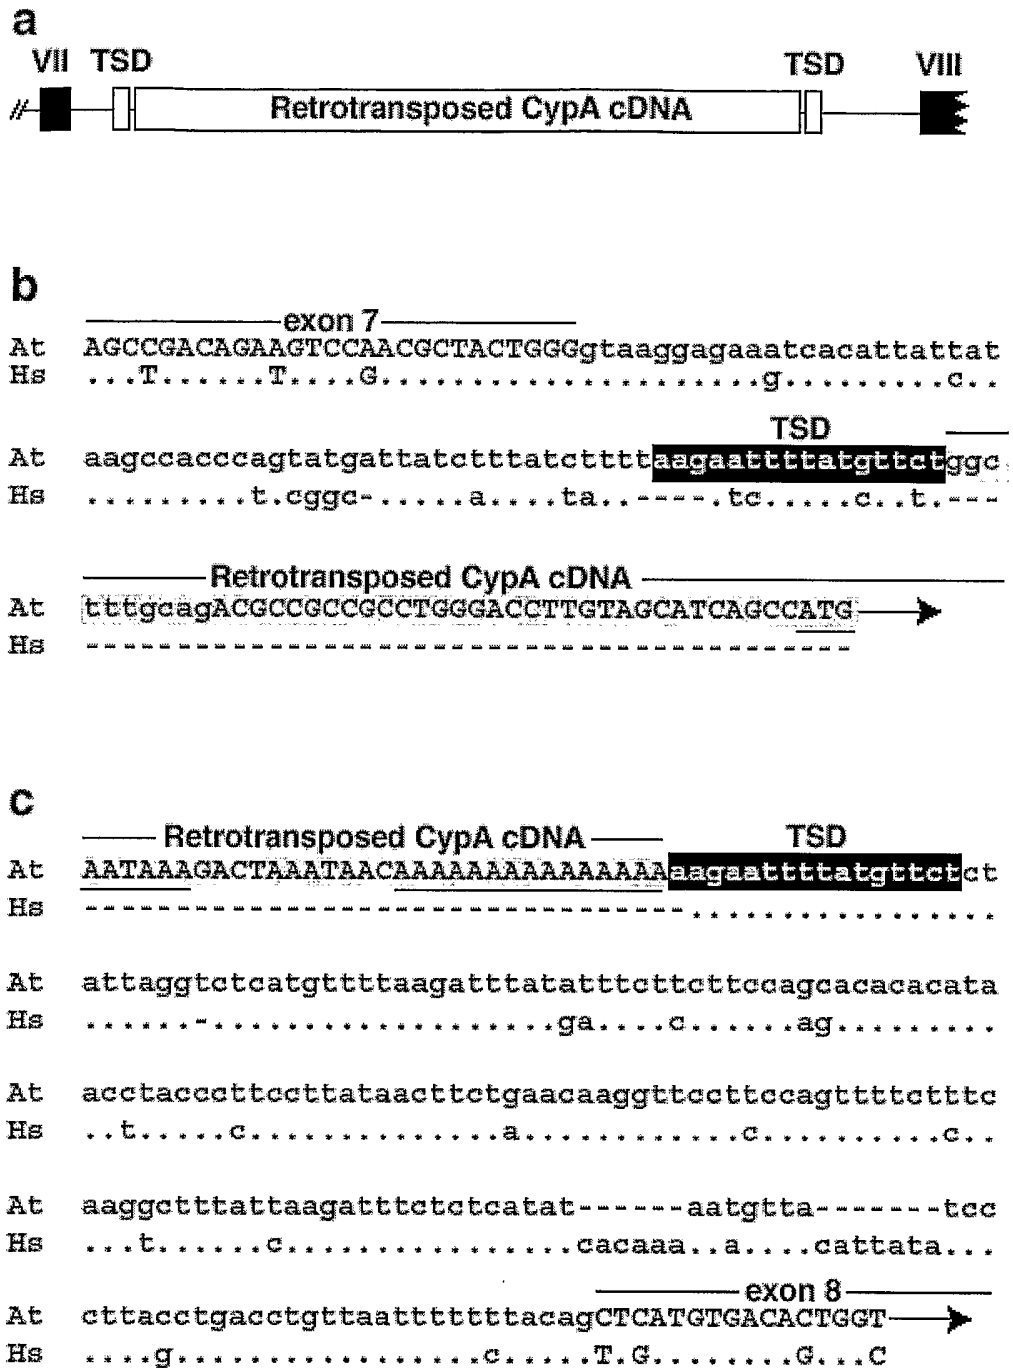 a
VII TSD TSD VIII
Retrotransposed CypA cDNA
b
exon 7
At AGCCGACAGAAGTCCAACGCTACTGGGgtaaggagaaatcacattattat
Hs ...T......T....G.....................g.........c..
TSD
At aagccacccagtatgattatctttatcttttaagaattttatgttctggc
Hs .........t.cggc-.....a....ta..----.tc.....c..t.---
Retrotransposed CypA cDNA
At tttgcagACGCCGCCGCCTGGGACCTTGTAGCATCAGCCATG
Hs ------------------------------------------
c
Retrotransposed CypA cDNA TSD
At AATAAAGACTAAATAACAAAAAAAAAAAAAAAaagaattttatgttctct
Hs ---------------------------------.................
At attaggtctcatgttttaagatttatatttcttcttccagcacacacata
Hs ......-...................ga....c......ag.........
At acctacccttccttataacttctgaacaaggttccttccagttttctttc
Hs ..t.....c..............a............c..........c..
At aaggctttattaagatttctctcatat------aatgtta-------tcc
Hs ...t......c................cacaaa..a....cattata...
exon 8
At cttacctgacctgttaatttttttacagCTCATGTGACACTGGT
Hs ....g.................c.....T.G........G...C